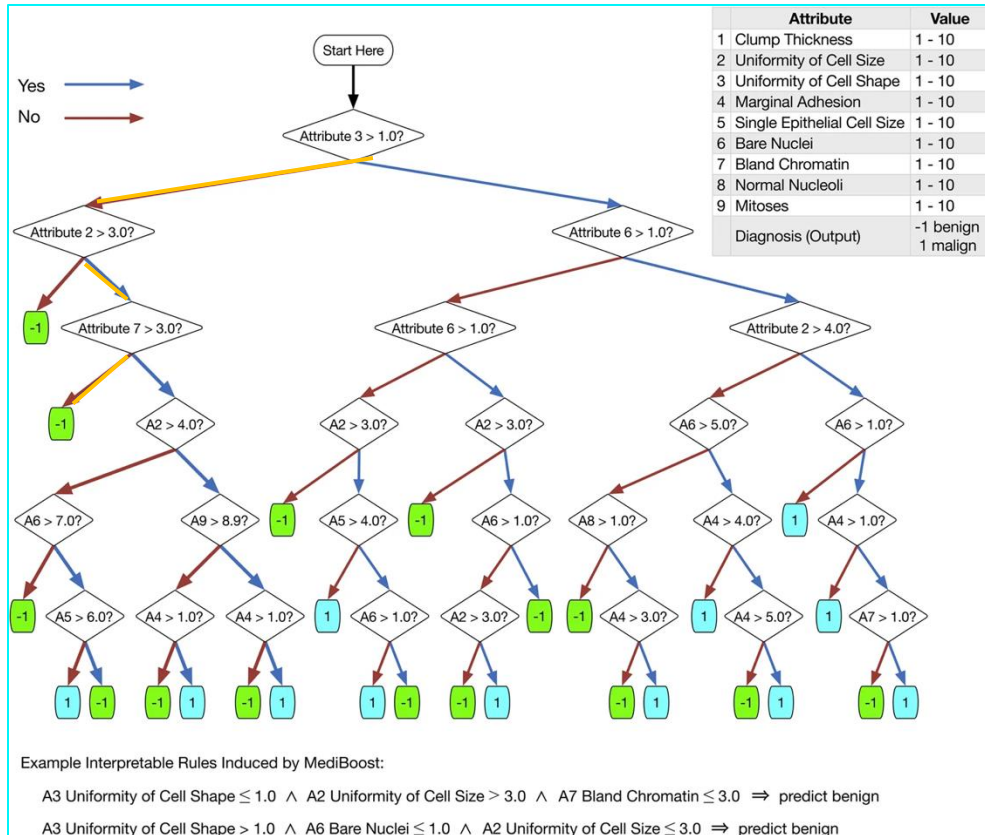 Attribute Value
1 Clump Thickness 1 - 10
2 Uniformity of Cell Size 1 - 10
3 Uniformity of Cell Shape 1 - 10
4 Marginal Adhesion 1 - 10
5 Single Epithelial Cell Size 1 - 10
6 Bare Nuclei 1 - 10
7 Bland Chromatin 1 - 10
8 Normal Nucleoli 1 - 10
9 Mitoses 1 - 10
Diagnosis (Output) -1 benign
1 malign
Start Here
Yes
No
Attribute 3 > 1.0?
Attribute 2 > 3.0? Attribute 6 > 1.0?
-1 Attribute 7 > 3.0? Attribute 6 > 1.0? Attribute 2 > 4.0?
-1 A2 > 4.0? A2 > 3.0? A2 > 3.0? A6 > 5.0? A6 > 1.0?
A6 > 7.0? A9 > 8.9? -1 A5 > 4.0? -1 A6 > 1.0? A8 > 1.0? A4 > 4.0? 1 A4 > 1.0?
-1 A5 > 6.0? A4 > 1.0? A4 > 1.0? 1 A6 > 1.0? A2 > 3.0? -1 -1 A4 > 3.0? 1 A4 > 5.0? 1 A7 > 1.0?
1 -1 -1 1 -1 1 1 -1 -1 1 -1 1 -1 1 -1 1
Example Interpretable Rules Induced by MediBoost:
A3 Uniformity of Cell Shape ≤ 1.0 ∧ A2 Uniformity of Cell Size > 3.0 ∧ A7 Bland Chromatin ≤ 3.0 ⇒ predict benign
A3 Uniformity of Cell Shape > 1.0 ∧ A6 Bare Nuclei ≤ 1.0 ∧ A2 Uniformity of Cell Size ≤ 3.0 ⇒ predict benign